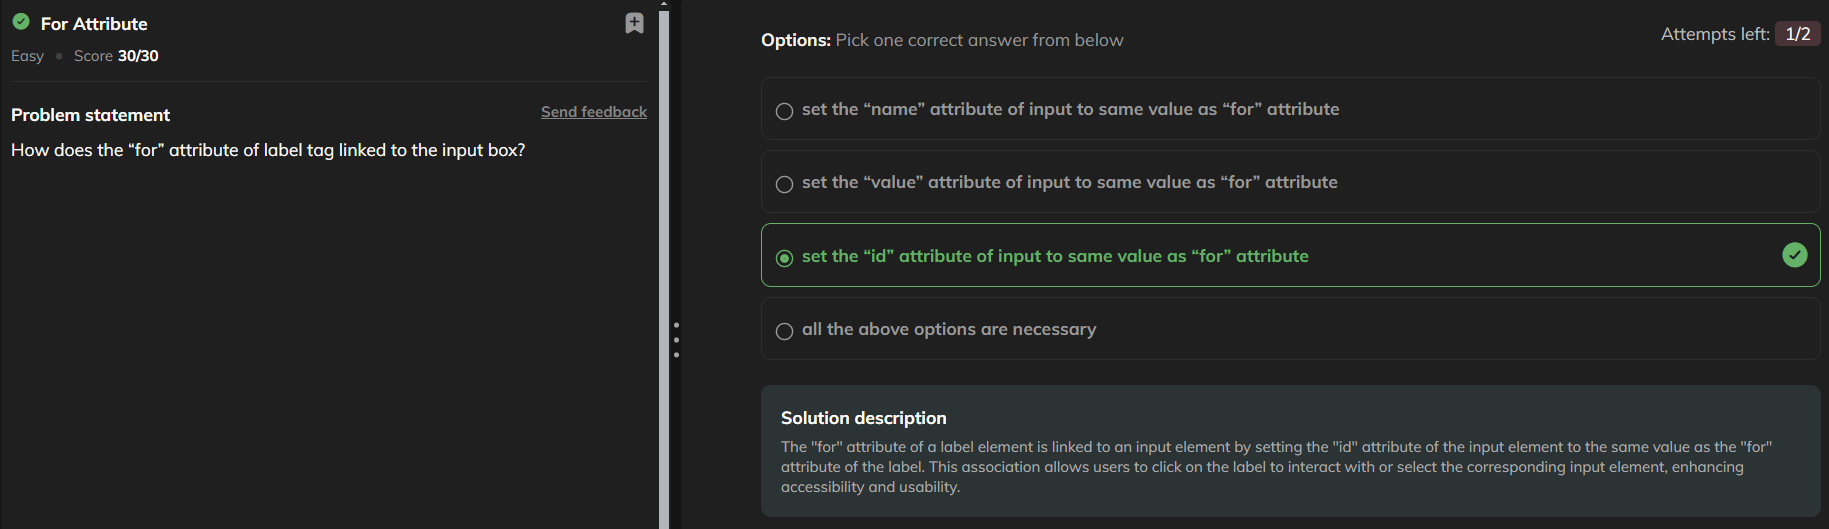 For Attribute
Easy • Score 30/30
Problem statement
Send feedback
How does the “for” attribute of label tag linked to the input box?
Options: Pick one correct answer from below
Attempts left: 1/2
set the “name” attribute of input to same value as “for” attribute
set the “value” attribute of input to same value as “for” attribute
set the “id” attribute of input to same value as “for” attribute
all the above options are necessary
Solution description
The "for" attribute of a label element is linked to an input element by setting the "id" attribute of the input element to the same value as the "for"
attribute of the label. This association allows users to click on the label to interact with or select the corresponding input element, enhancing
accessibility and usability.